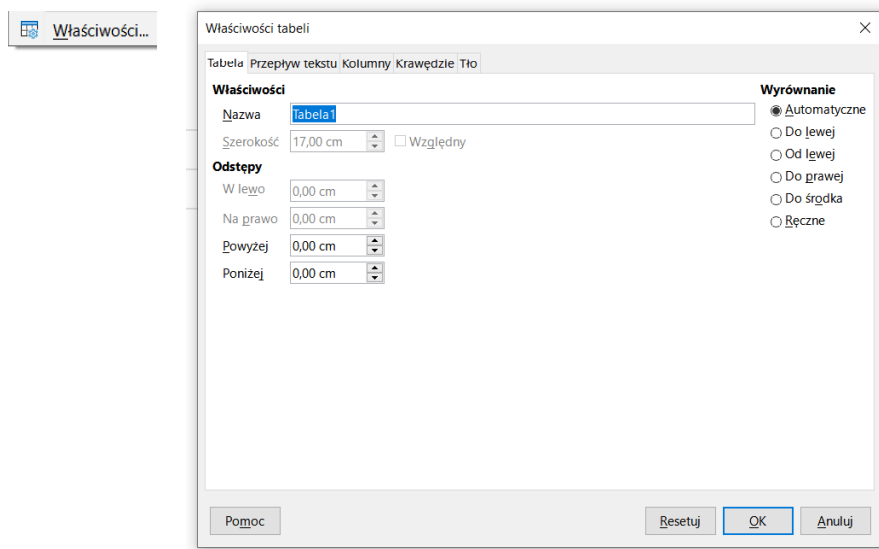 Właściwości...
Właściwości tabeli
Tabela Przepływ tekstu Kolumny Krawędzie Tło
Właściwości
Nazwa Tabela1
Szerokość 17,00 cm Względny
Odstępy
W lewo 0,00 cm
Na prawo 0,00 cm
Powyżej 0,00 cm
Poniżej 0,00 cm
Wyrównanie
Automatyczne
Do lewej
Od lewej
Do prawej
Do środka
Ręczne
Pomoc Resetuj OK Anuluj